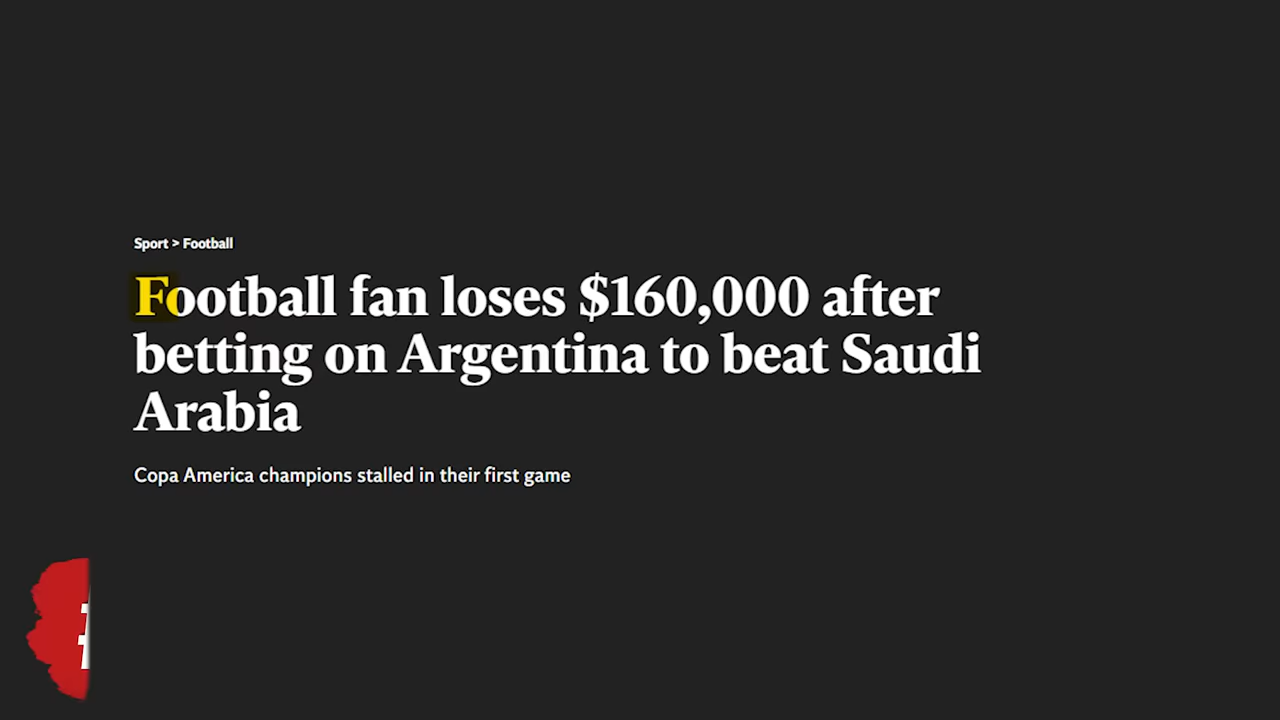 Sport > Football
Football fan loses $160,000 after
betting on Argentina to beat Saudi
Arabia
Copa America champions stalled in their first game